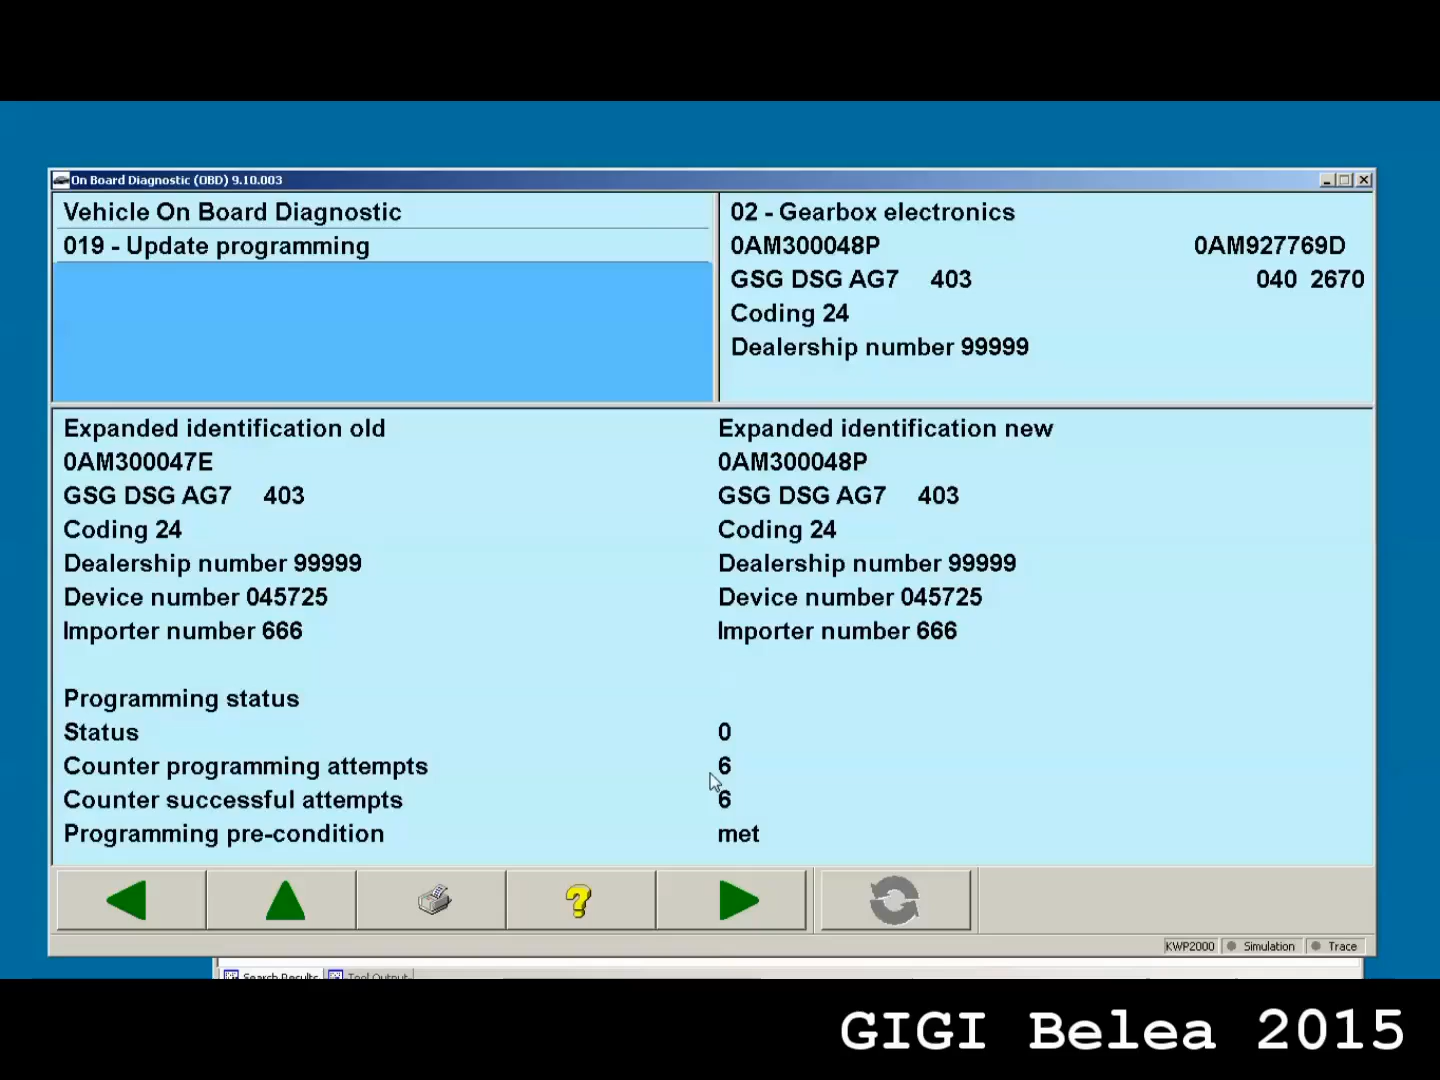 On Board Diagnostic (OBD) 9.10.003
Vehicle On Board Diagnostic
019 - Update programming
02 - Gearbox electronics
0AM300048P 0AM927769D
GSG DSG AG7 403 040 2670
Coding 24
Dealership number 99999
Expanded identification old
0AM300047E
GSG DSG AG7 403
Coding 24
Dealership number 99999
Device number 045725
Importer number 666
Expanded identification new
0AM300048P
GSG DSG AG7 403
Coding 24
Dealership number 99999
Device number 045725
Importer number 666
Programming status
Status 0
Counter programming attempts 6
Counter successful attempts 6
Programming pre-condition met
KWP2000 Simulation Trace
Search Results Tool Output
GIGI Belea 2015